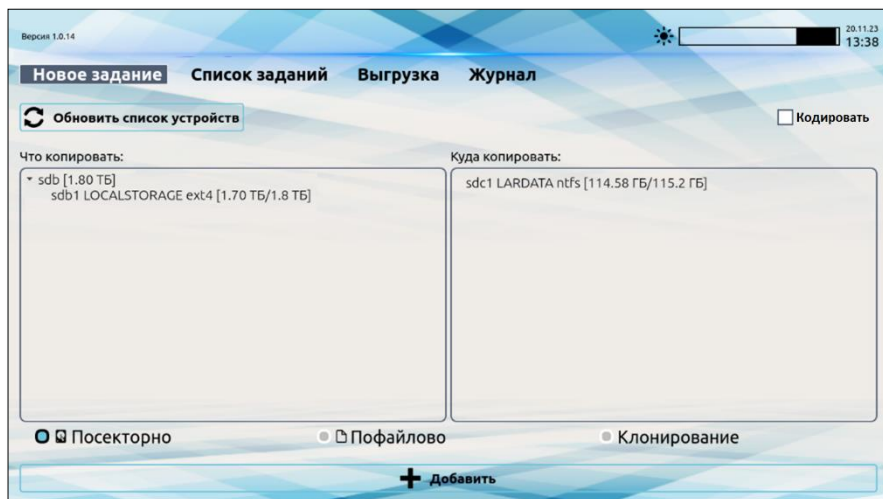 Версия 1.0.14
20.11.23
13:38
Новое задание Список заданий Выгрузка Журнал
Обновить список устройств
Кодировать
Что копировать:
Куда копировать:
sdb [1.80 ТБ]
sdb1 LOCALSTORAGE ext4 [1.70 ТБ/1.8 ТБ]
sdc1 LARDATA ntfs [114.58 ГБ/115.2 ГБ]
Посекторно Пофайлово Клонирование
Добавить